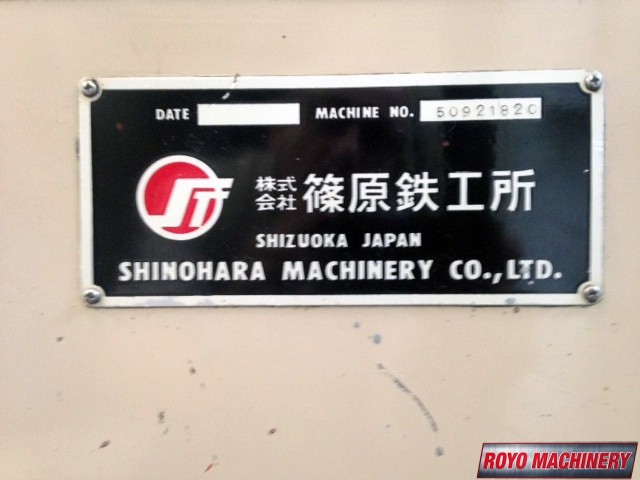 DATE MACHINE NO. 50921820
株式会社 篠原鉄工所
SHIZUOKA JAPAN
SHINOHARA MACHINERY CO., LTD.
ROYO MACHINERY